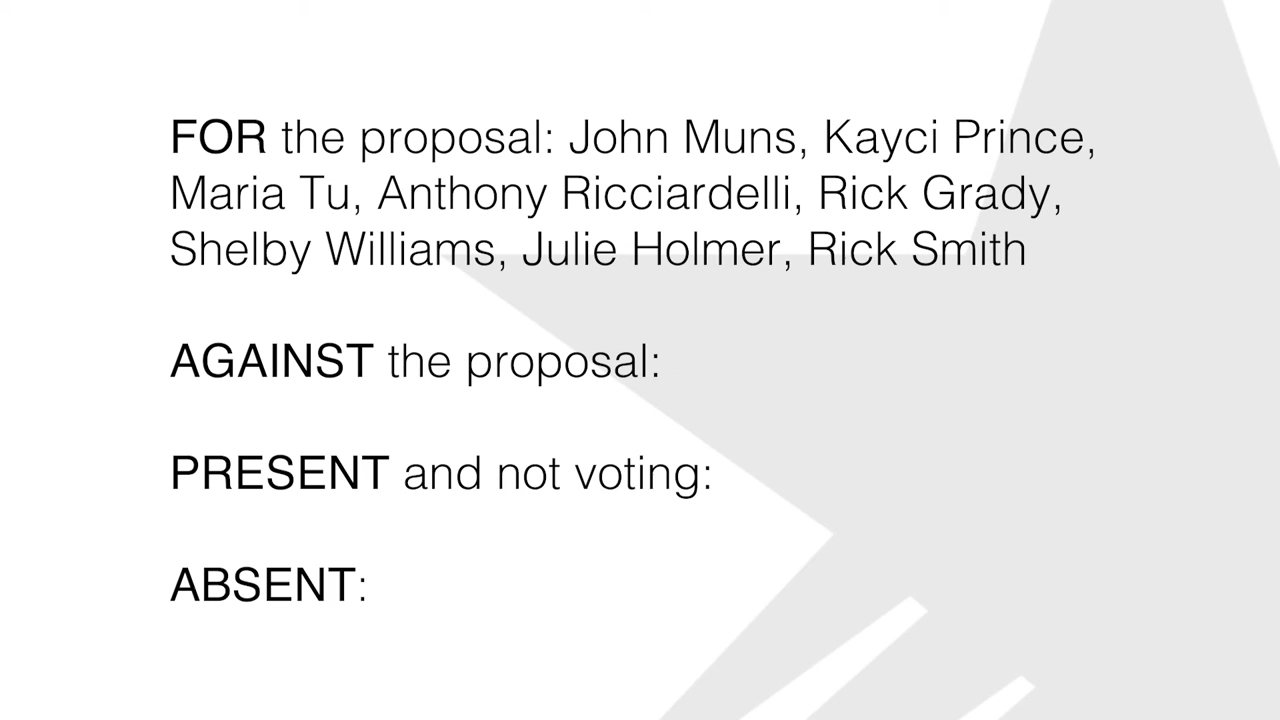 FOR the proposal: John Muns, Kayci Prince,
Maria Tu, Anthony Ricciardelli, Rick Grady,
Shelby Williams, Julie Holmer, Rick Smith
AGAINST the proposal:
PRESENT and not voting:
ABSENT: